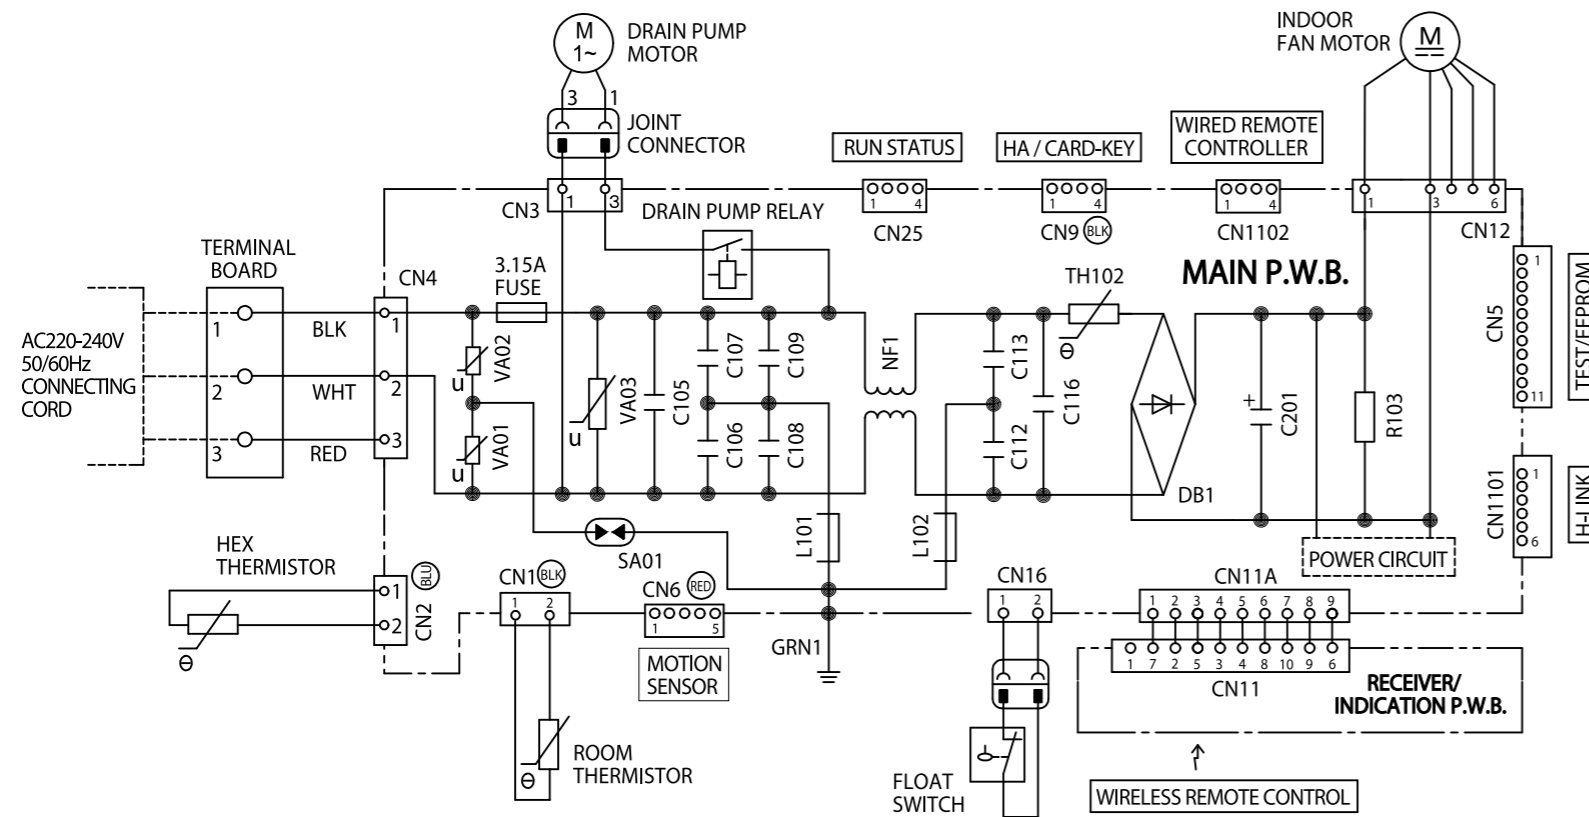 M
1~
DRAIN PUMP
MOTOR
INDOOR
FAN MOTOR
M
3
1
JOINT
CONNECTOR
RUN STATUS
HA / CARD-KEY
WIRED REMOTE
CONTROLLER
CN3
1
3
DRAIN PUMP RELAY
1
4
CN25
1
4
CN9
BLK
1
4
CN1102
1
3
6
CN12
TERMINAL
BOARD
CN4
3.15A
FUSE
TH102
MAIN P.W.B.
1
11
CN5
TEST/EEPROM
AC220-240V
50/60Hz
CONNECTING
CORD
1
BLK
1
2
WHT
2
3
RED
3
u
VA02
u
VA01
u
VA03
C105
C107
C109
C106
C108
NF1
C113
C112
C116
Θ
DB1
+
C201
R103
L101
L102
SA01
POWER CIRCUIT
CN1101
1
6
H-LINK
HEX
THERMISTOR
Θ
1
2
BLU
CN2
CN1
BLK
1
2
CN6
RED
1
5
MOTION
SENSOR
GRN1
CN16
1
2
CN11A
1 2 3 4 5 6 7 8 9
1 7 2 5 3 4 8 10 9 6
CN11
RECEIVER/
INDICATION P.W.B.
Θ
ROOM
THERMISTOR
FLOAT
SWITCH
WIRELESS REMOTE CONTROL